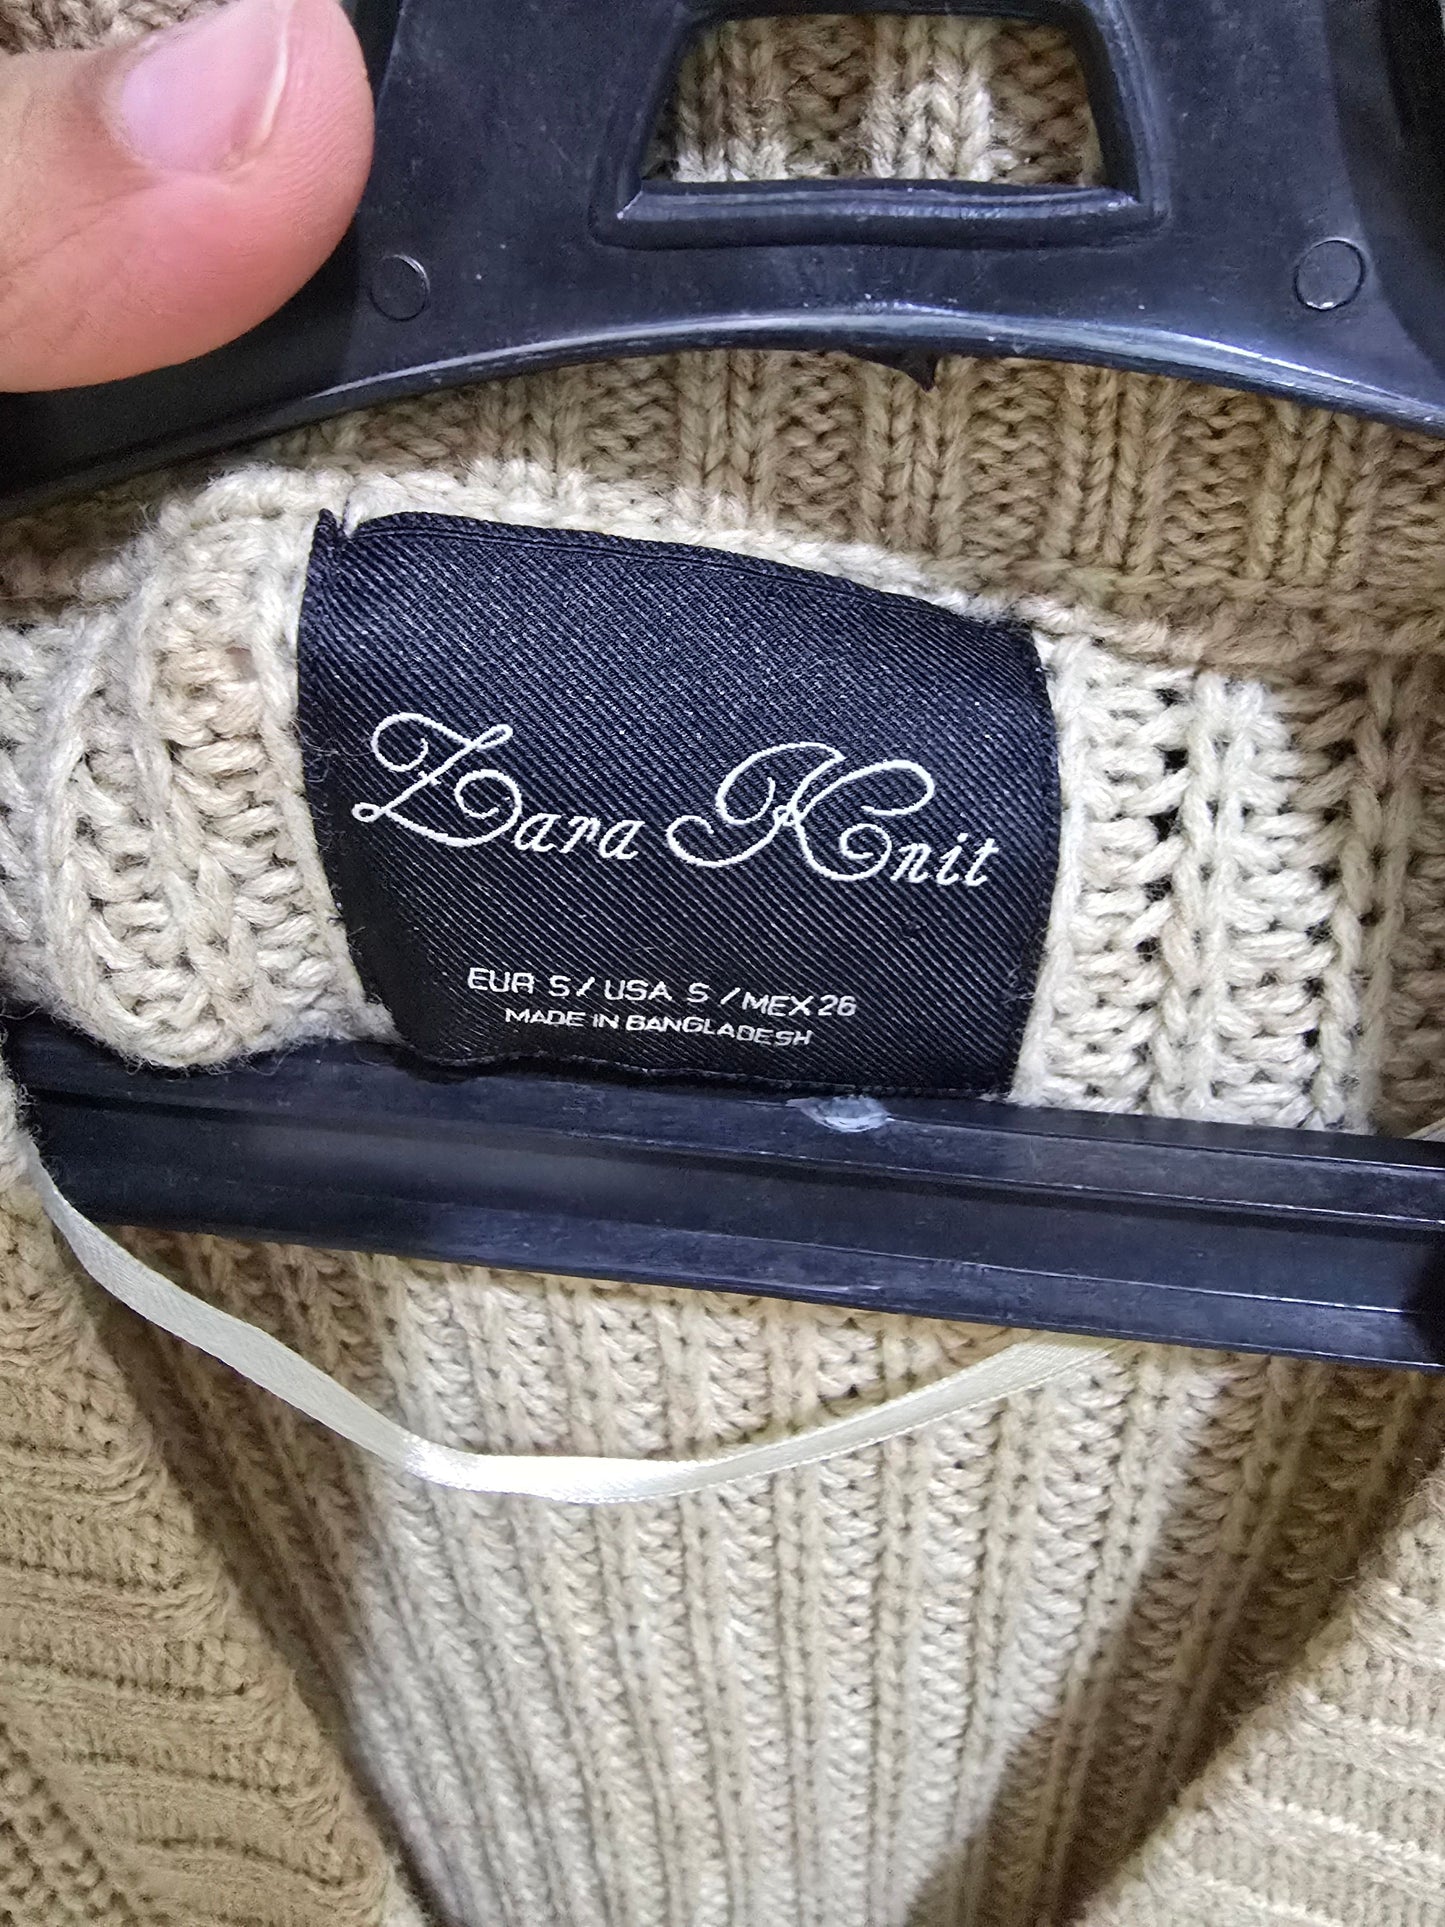 Zara Knit
EUR S / USA S / MEX 26
MADE IN BANGLADESH